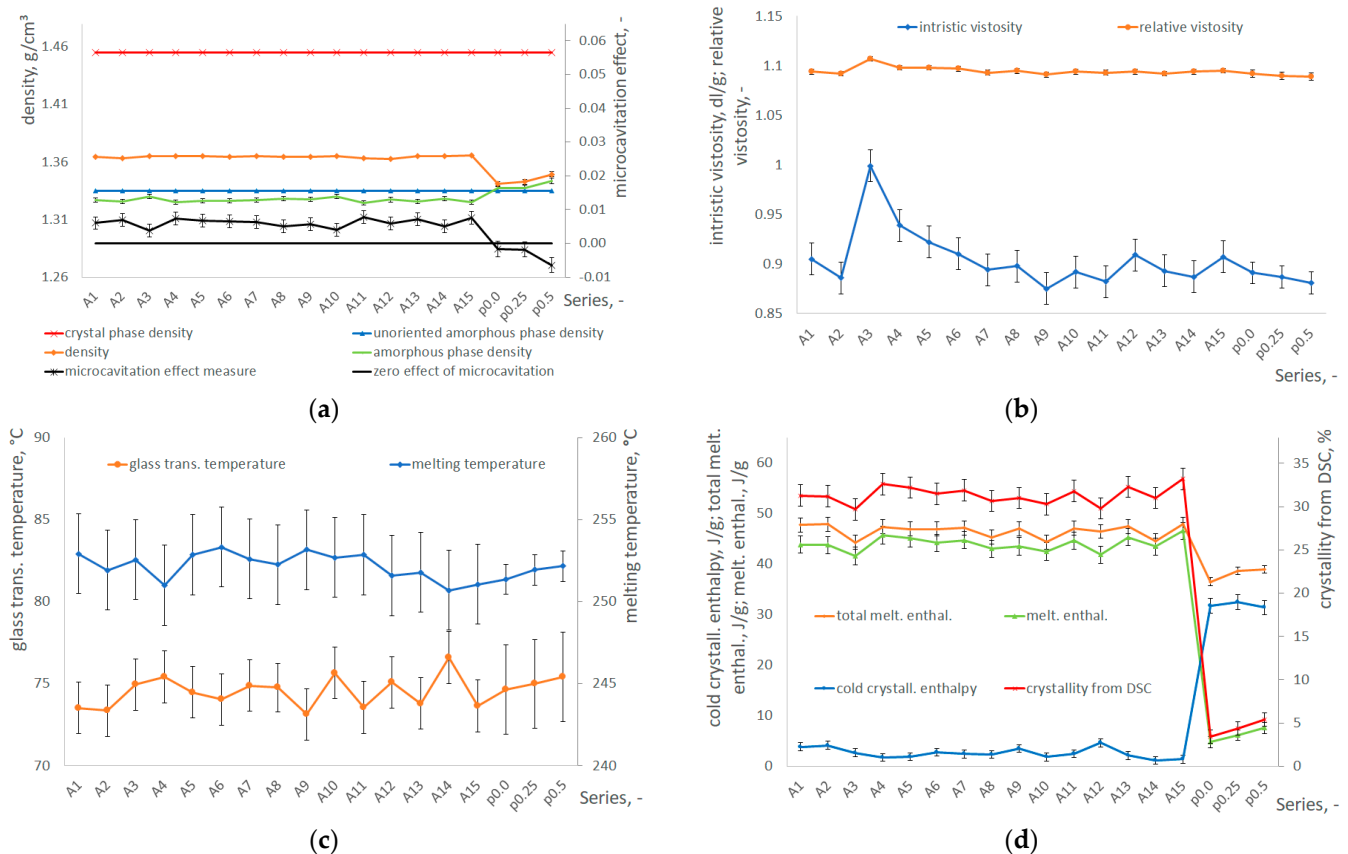 density, g/cm³
1.46
1.36
1.31
1.26
0.06
0.05
0.04
0.03
0.02
0.01
0.00
-0.01
microcavitation effect, -
A1 A2 A3 A4 A5 A6 A7 A8 A9 A10 A11 A12 A13 A14 A15 p0.0 p0.25 p0.5
Series, -
crystal phase density
unoriented amorphous phase density
density
amorphous phase density
microcavitation effect measure
zero effect of microcavitation
(a)
intristic vistosity, dl/g; relative
vistosity, -
1.15
1.1
1.05
1
0.95
0.9
0.85
intristic vistosity
relative vistosity
A1 A2 A3 A4 A5 A6 A7 A8 A9 A10 A11 A12 A13 A14 A15 p0.0 p0.25 p0.5
Series, -
(b)
glass trans. temperature, °C
90
85
80
75
70
glass trans. temperature
melting temperature
260
255
250
245
240
melting temperature, °C
A1 A2 A3 A4 A5 A6 A7 A8 A9 A10 A11 A12 A13 A14 A15 p0.0 p0.25 p0.5
Series, -
(c)
cold crystall. enthalpy, J/g; total melt.
enthal., J/g; melt. enthal., J/g
60
50
40
30
20
10
0
total melt. enthal.
melt. enthal.
cold crystall. enthalpy
crystallity from DSC
35
30
25
20
15
10
5
0
crystallity from DSC, %
A1 A2 A3 A4 A5 A6 A7 A8 A9 A10 A11 A12 A13 A14 A15 p0.0 p0.25 p0.5
Series, -
(d)